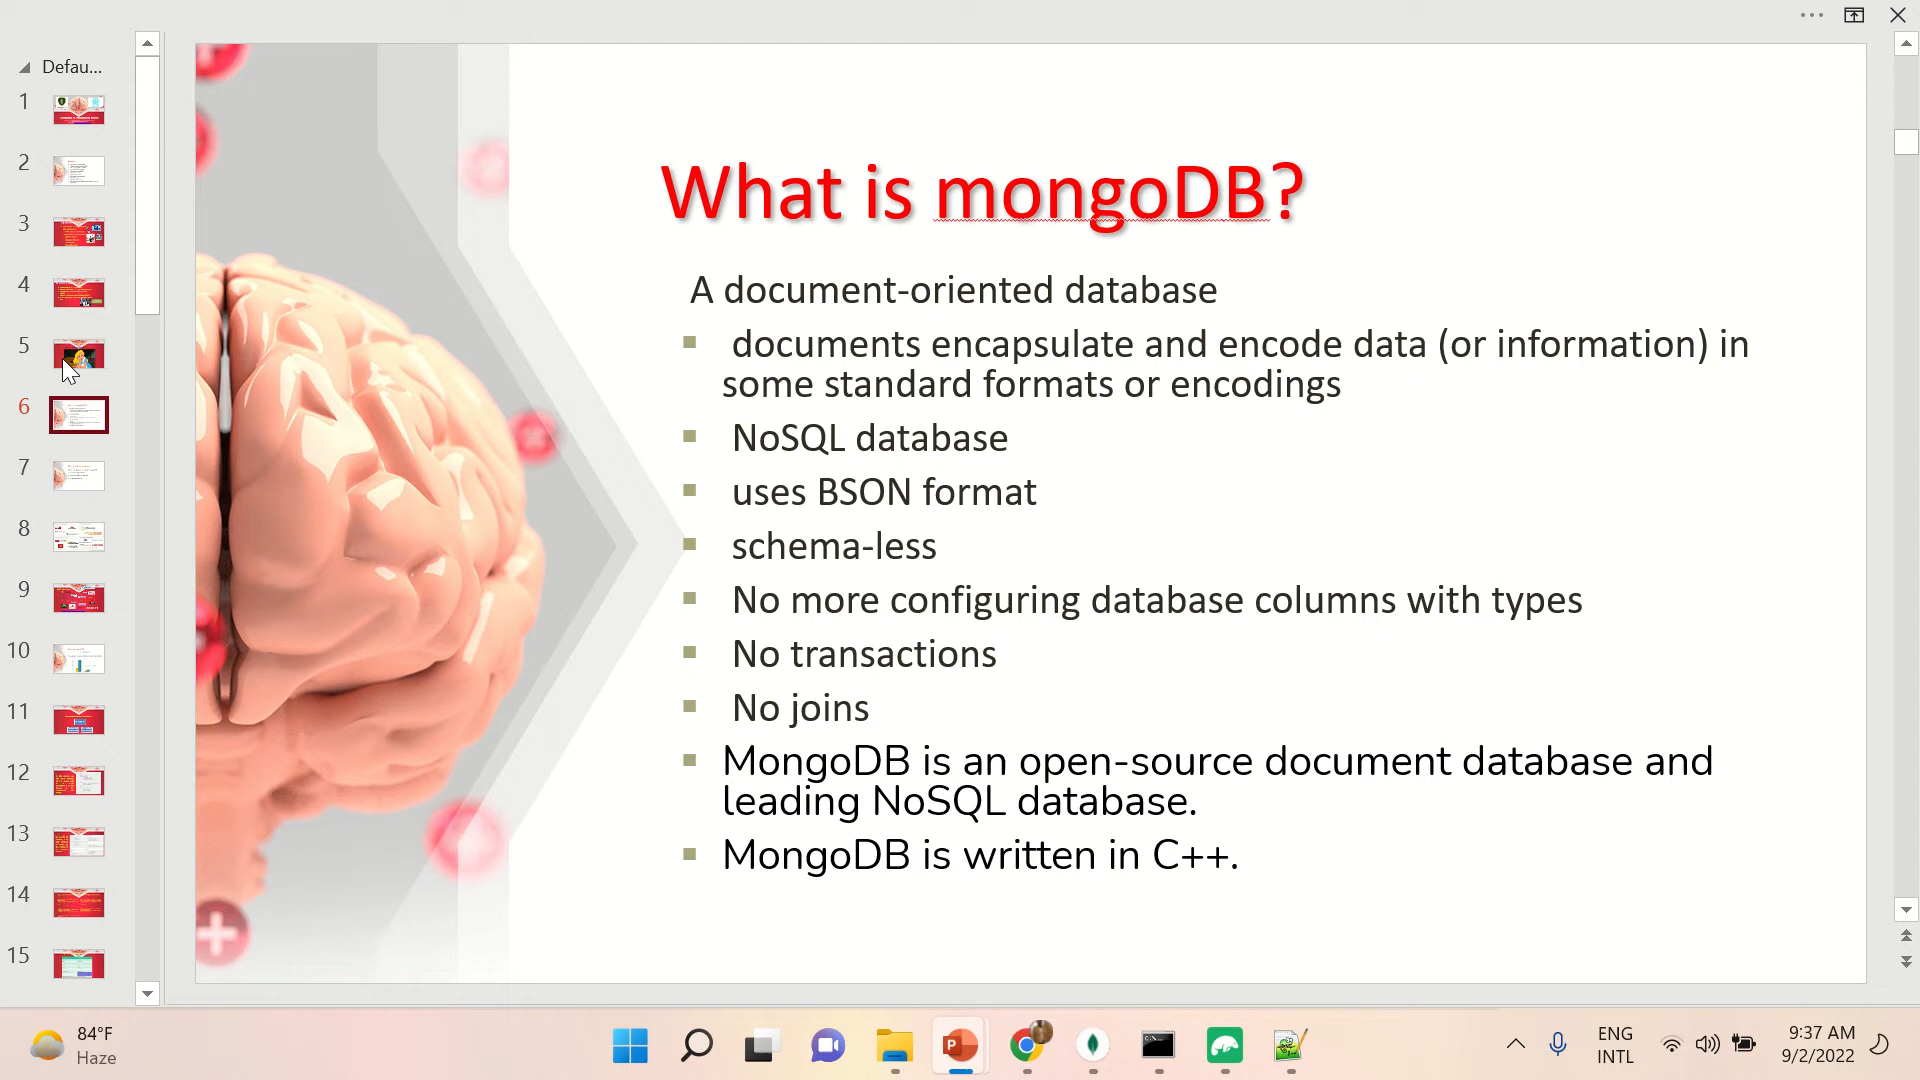 Defau...
1
2
3
4
5
6
7
8
9
10
11
12
13
14
15
What is mongoDB?
A document-oriented database
documents encapsulate and encode data (or information) in
some standard formats or encodings
NoSQL database
uses BSON format
schema-less
No more configuring database columns with types
No transactions
No joins
MongoDB is an open-source document database and
leading NoSQL database.
MongoDB is written in C++.
84°F
Haze
ENG
INTL
9:37 AM
9/2/2022